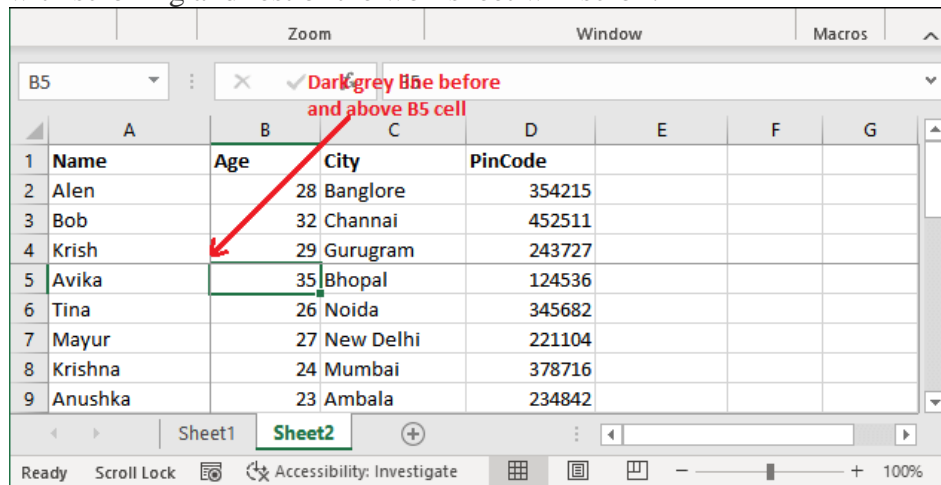 Zoom Window Macros
B5 35
Dark grey line before
and above B5 cell
A B C D E F G
1 Name Age City PinCode
2 Alen 28 Banglore 354215
3 Bob 32 Channai 452511
4 Krish 29 Gurugram 243727
5 Avika 35 Bhopal 124536
6 Tina 26 Noida 345682
7 Mayur 27 New Delhi 221104
8 Krishna 24 Mumbai 378716
9 Anushka 23 Ambala 234842
Sheet1 Sheet2
Ready Scroll Lock Accessibility: Investigate 100%